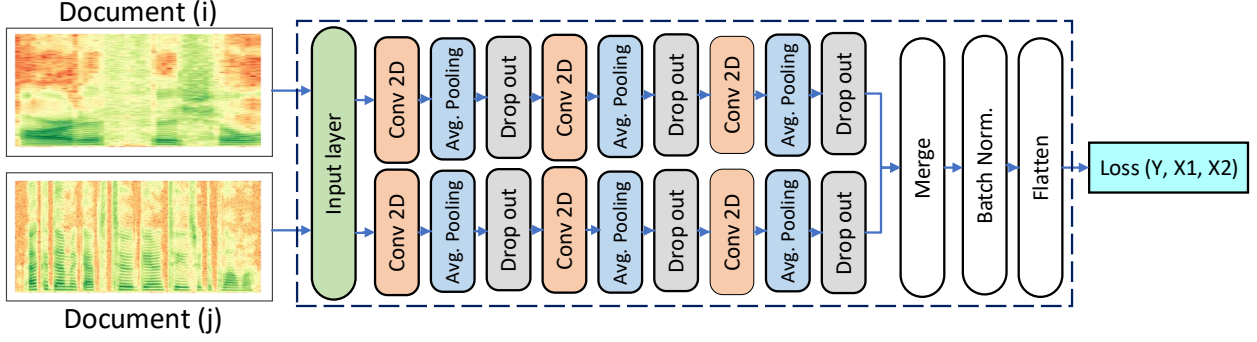 Document (i)
Input layer
Conv 2D
Avg. Pooling
Drop out
Conv 2D
Avg. Pooling
Drop out
Conv 2D
Avg. Pooling
Drop out
Conv 2D
Avg. Pooling
Drop out
Conv 2D
Avg. Pooling
Drop out
Conv 2D
Avg. Pooling
Drop out
Merge
Batch Norm.
Flatten
Loss (Y, X1, X2)
Document (j)